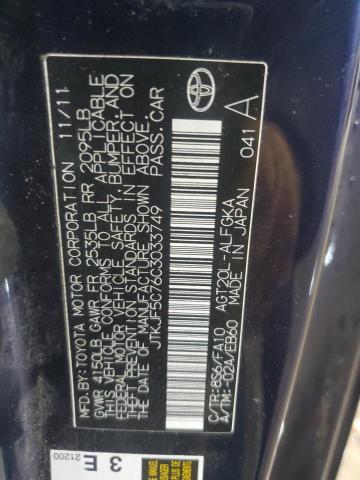 MFD.BY:TOYOTA MOTOR CORPORATION 11/11
GVWR 4150LB GAWR FR 2535LB RR 2095LB
THIS VEHICLE CONFORMS TO ALL APPLICABLE
FEDERAL MOTOR VEHICLE SAFETY, BUMPER, AND
THEFT PREVENTION STANDARDS IN EFFECT ON
THE DATE OF MANUFACTURE SHOWN ABOVE.
JTKJF5C76C3033749 PASS.CAR
C/TR:8S6/FA10 AGT20L-ALFGKA
A/TM:-02A/EB60 MADE IN JAPAN
041 A
3 E
21200